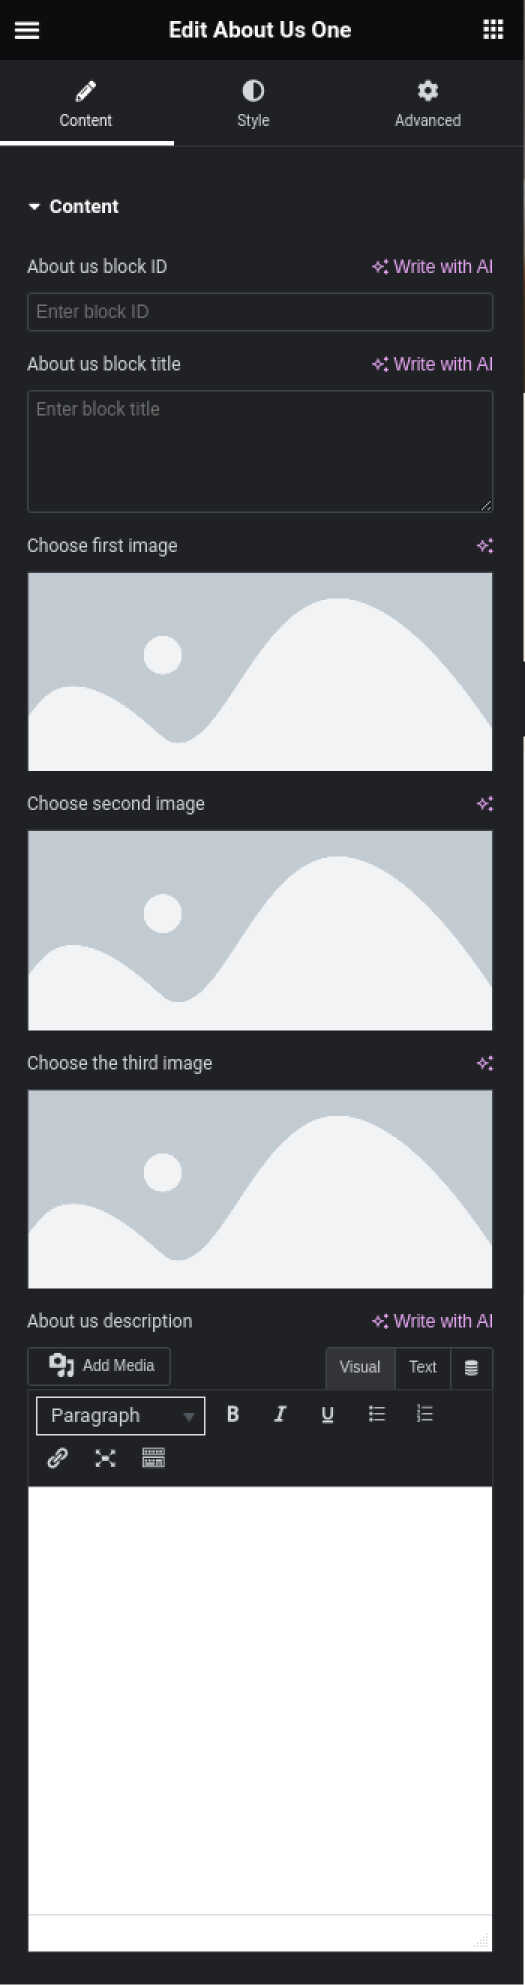 Edit About Us One
Content Style Advanced
Content
About us block ID Write with AI
Enter block ID
About us block title Write with AI
Enter block title
Choose first image
Choose second image
Choose the third image
About us description Write with AI
Add Media Visual Text
Paragraph B I U